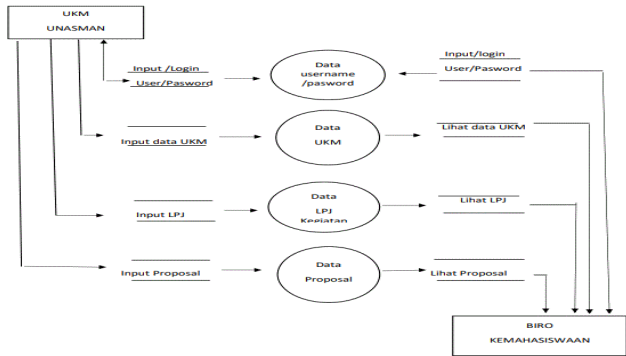 UKM
UNASMAN
Input /Login
User/Pasword
Data
username
/pasword
Input/login
User/Pasword
Input data UKM
Data
UKM
Lihat data UKM
Input LPJ
Data
LPJ
Kegiatan
Lihat LPJ
Input Proposal
Data
Proposal
Lihat Proposal
BIRO
KEMAHASISWAAN